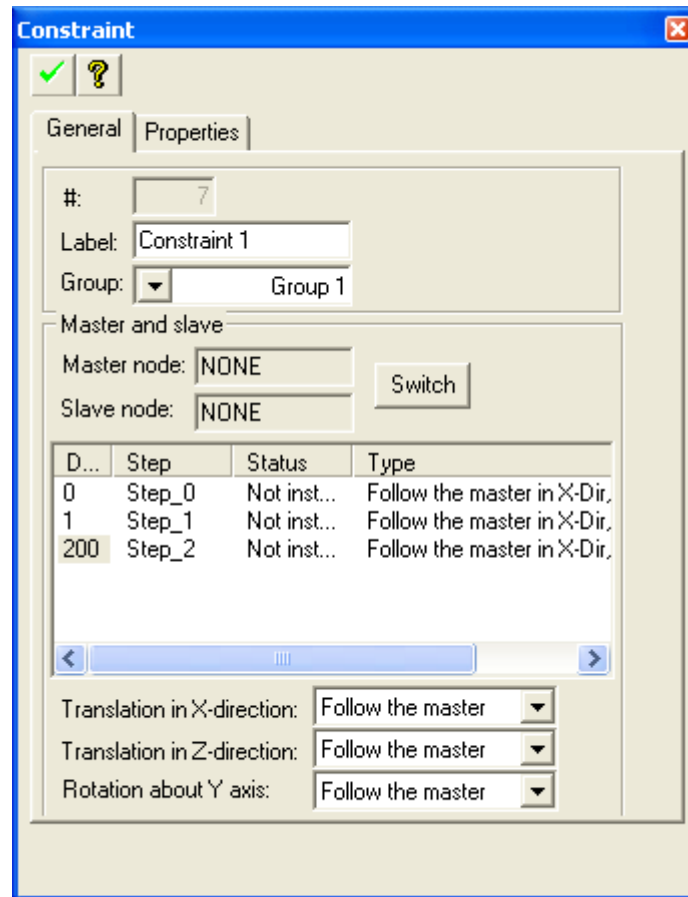 Constraint
General Properties
#: 7
Label: Constraint 1
Group: Group 1
Master and slave
Master node: NONE
Switch
Slave node: NONE
D... Step Status Type
0 Step_0 Not inst... Follow the master in X-Dir,
1 Step_1 Not inst... Follow the master in X-Dir,
200 Step_2 Not inst... Follow the master in X-Dir,
Translation in X-direction: Follow the master
Translation in Z-direction: Follow the master
Rotation about Y axis: Follow the master